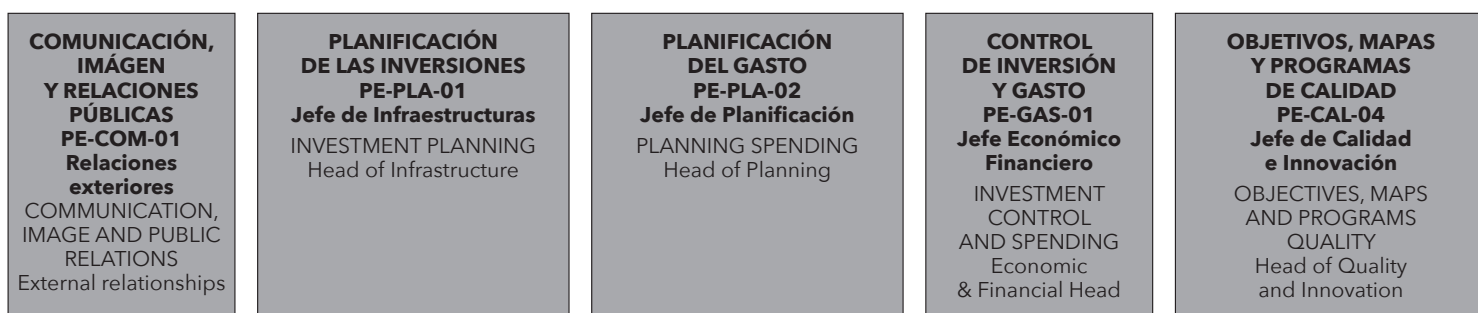 COMUNICACIÓN,
IMÁGEN
Y RELACIONES
PÚBLICAS
PE-COM-01
Relaciones
exteriores
COMMUNICATION,
IMAGE AND PUBLIC
RELATIONS
External relationships
PLANIFICACIÓN
DE LAS INVERSIONES
PE-PLA-01
Jefe de Infraestructuras
INVESTMENT PLANNING
Head of Infrastructure
PLANIFICACIÓN
DEL GASTO
PE-PLA-02
Jefe de Planificación
PLANNING SPENDING
Head of Planning
CONTROL
DE INVERSIÓN
Y GASTO
PE-GAS-01
Jefe Económico
Financiero
INVESTMENT
CONTROL
AND SPENDING
Economic
& Financial Head
OBJETIVOS, MAPAS
Y PROGRAMAS
DE CALIDAD
PE-CAL-04
Jefe de Calidad
e Innovación
OBJECTIVES, MAPS
AND PROGRAMS
QUALITY
Head of Quality
and Innovation